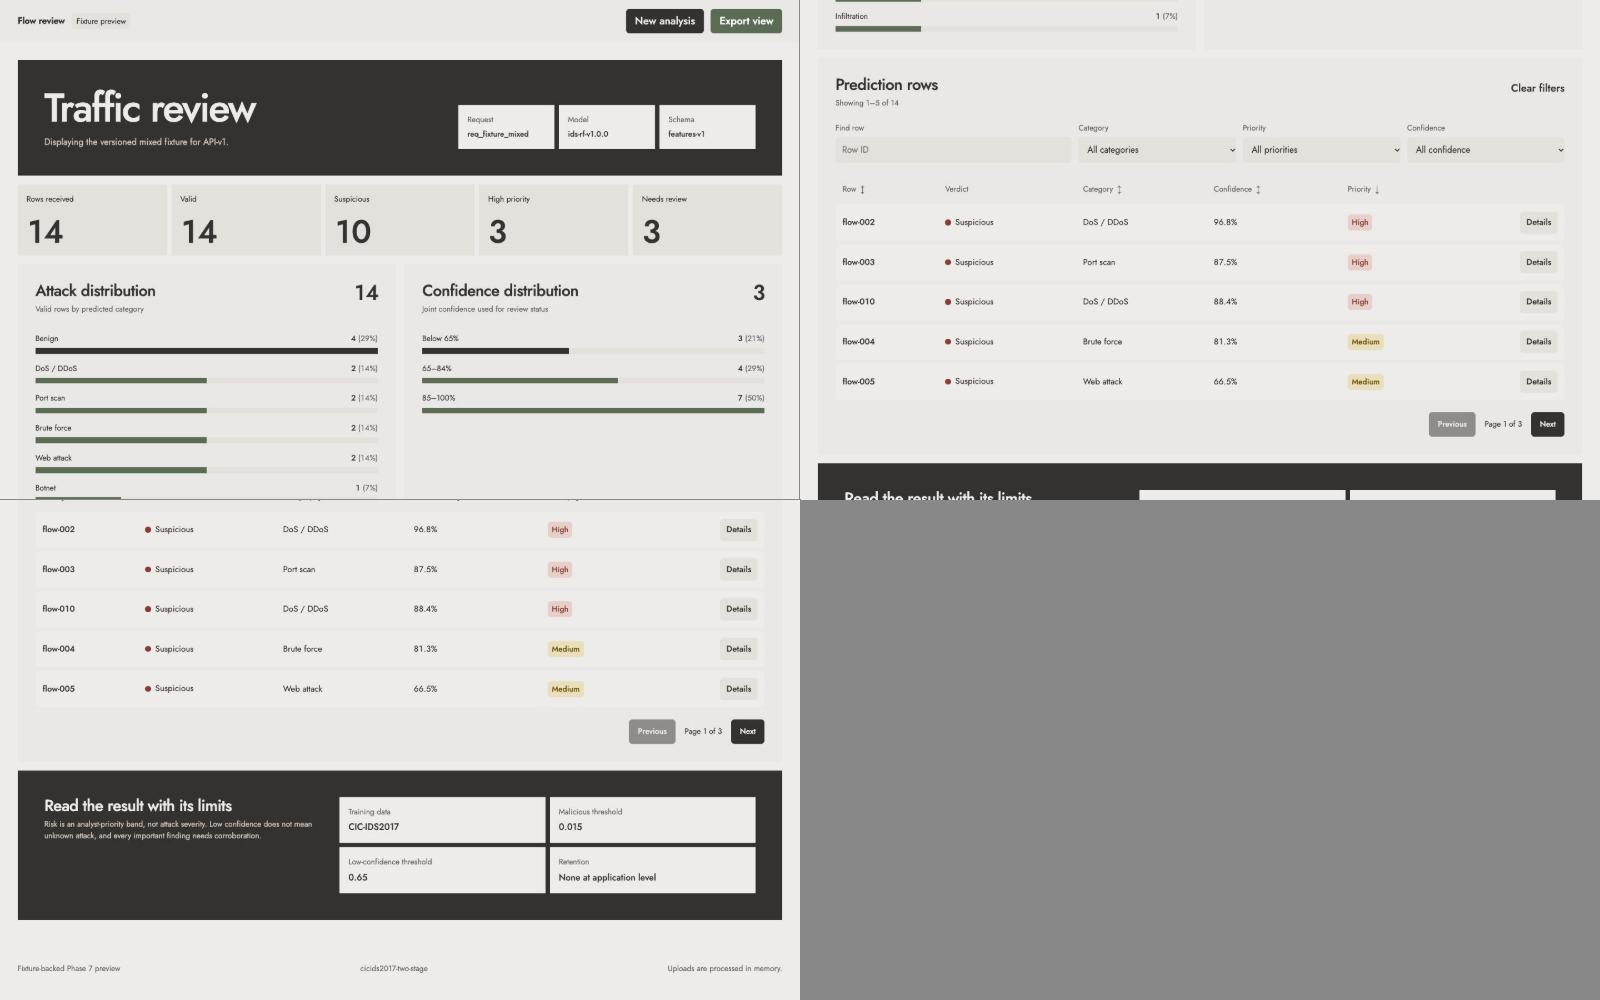 Flow review
Fixture preview
New analysis
Export view
Traffic review
Displaying the versioned mixed fixture for API-v1.
Request
req_fixture_mixed
Model
ids-rf-v1.0.0
Schema
features-v1
Rows received
14
Valid
14
Suspicious
10
High priority
3
Needs review
3
Attack distribution
14
Valid rows by predicted category
Benign 4 (29%)
DoS / DDoS 2 (14%)
Port scan 2 (14%)
Brute force 2 (14%)
Web attack 2 (14%)
Botnet 1 (7%)
Confidence distribution
3
Joint confidence used for review status
Below 65% 3 (21%)
65–84% 4 (29%)
85–100% 7 (50%)
Infiltration 1 (7%)
Prediction rows
Showing 1–5 of 14
Clear filters
Find row
Row ID
Category
All categories
Priority
All priorities
Confidence
All confidence
Row ↕ Verdict Category ↕ Confidence ↕ Priority ↓
flow-002 Suspicious DoS / DDoS 96.8% High Details
flow-003 Suspicious Port scan 87.5% High Details
flow-010 Suspicious DoS / DDoS 88.4% High Details
flow-004 Suspicious Brute force 81.3% Medium Details
flow-005 Suspicious Web attack 66.5% Medium Details
Previous Page 1 of 3 Next
Read the result with its limits
flow-002 Suspicious DoS / DDoS 96.8% High Details
flow-003 Suspicious Port scan 87.5% High Details
flow-010 Suspicious DoS / DDoS 88.4% High Details
flow-004 Suspicious Brute force 81.3% Medium Details
flow-005 Suspicious Web attack 66.5% Medium Details
Previous Page 1 of 3 Next
Read the result with its limits
Risk is an analyst-priority band, not attack severity. Low confidence does not mean
unknown attack, and every important finding needs corroboration.
Training data
CIC-IDS2017
Malicious threshold
0.015
Low-confidence threshold
0.65
Retention
None at application level
Fixture-backed Phase 7 preview
cicids2017-two-stage
Uploads are processed in memory.